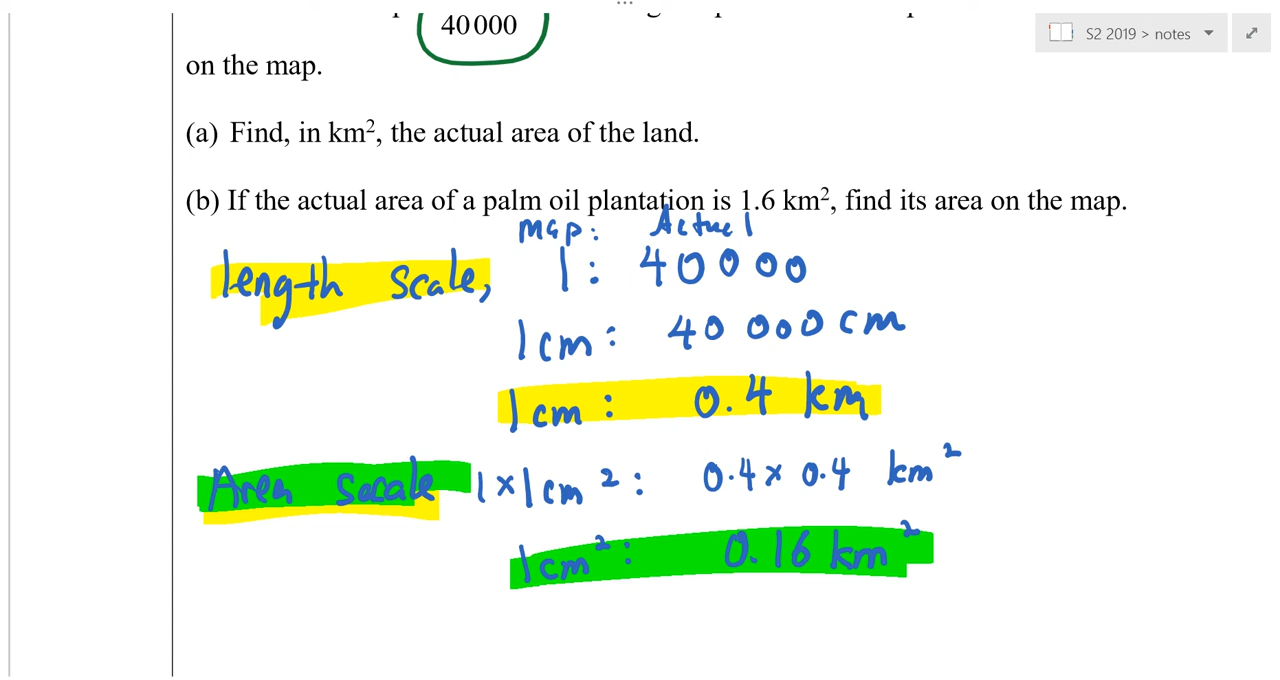 40 000
S2 2019 > notes
on the map.
(a) Find, in km², the actual area of the land.
(b) If the actual area of a palm oil plantation is 1.6 km², find its area on the map.
map: Actual
length scale, 1 : 40000
1 cm : 40 000 cm
1 cm : 0.4 km
Area Scale 1×1 cm² : 0.4 × 0.4 km²
1 cm² : 0.16 km²